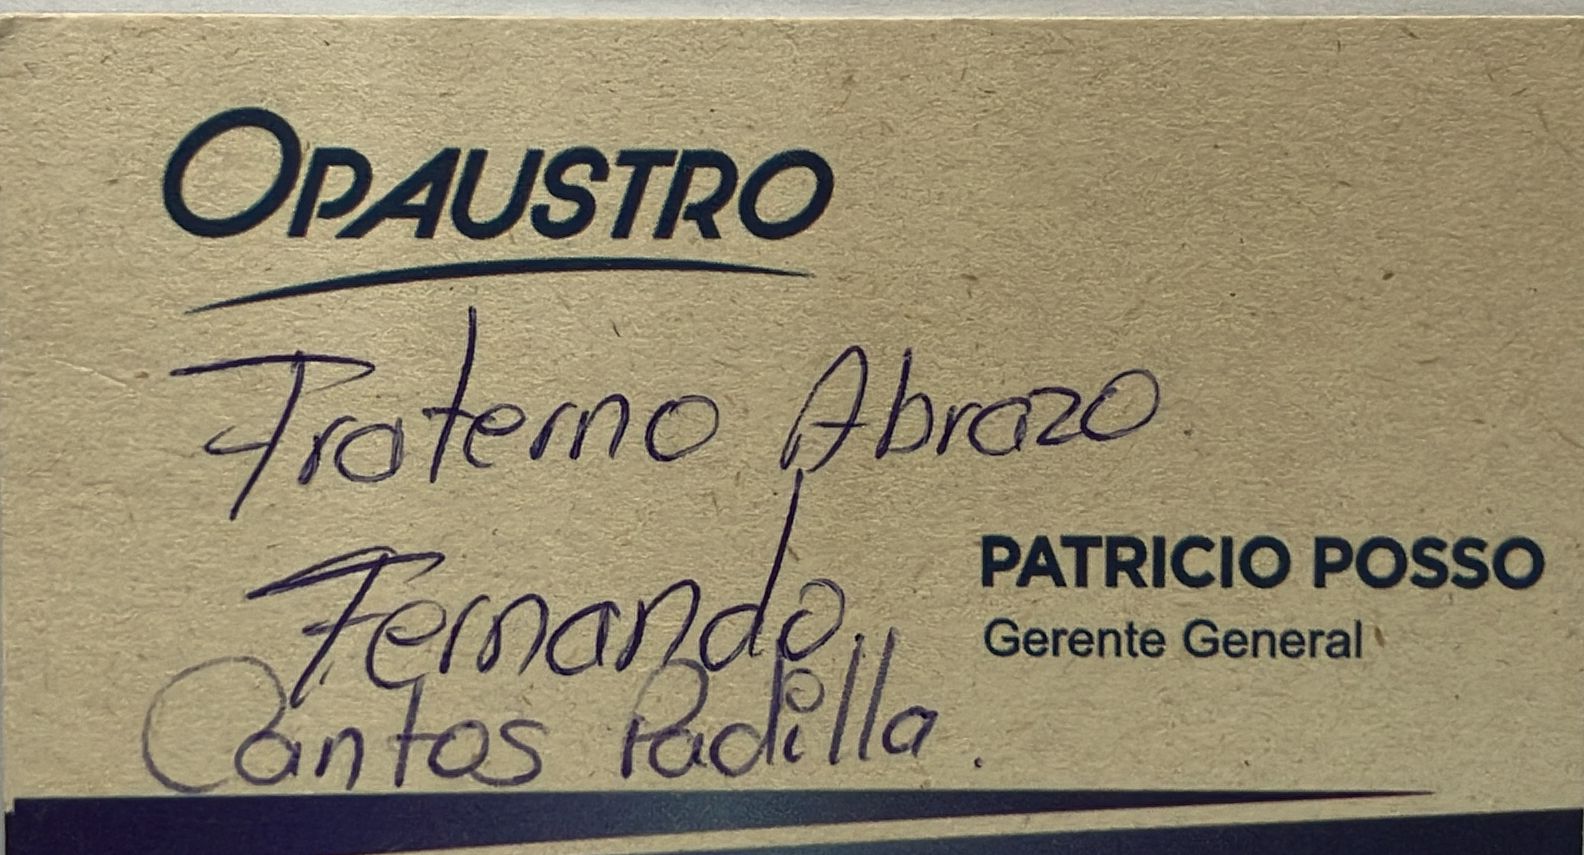 OPAUSTRO
Fraterno Abrazo.
Fernando
Cantos Padilla.
PATRICIO POSSO
Gerente General